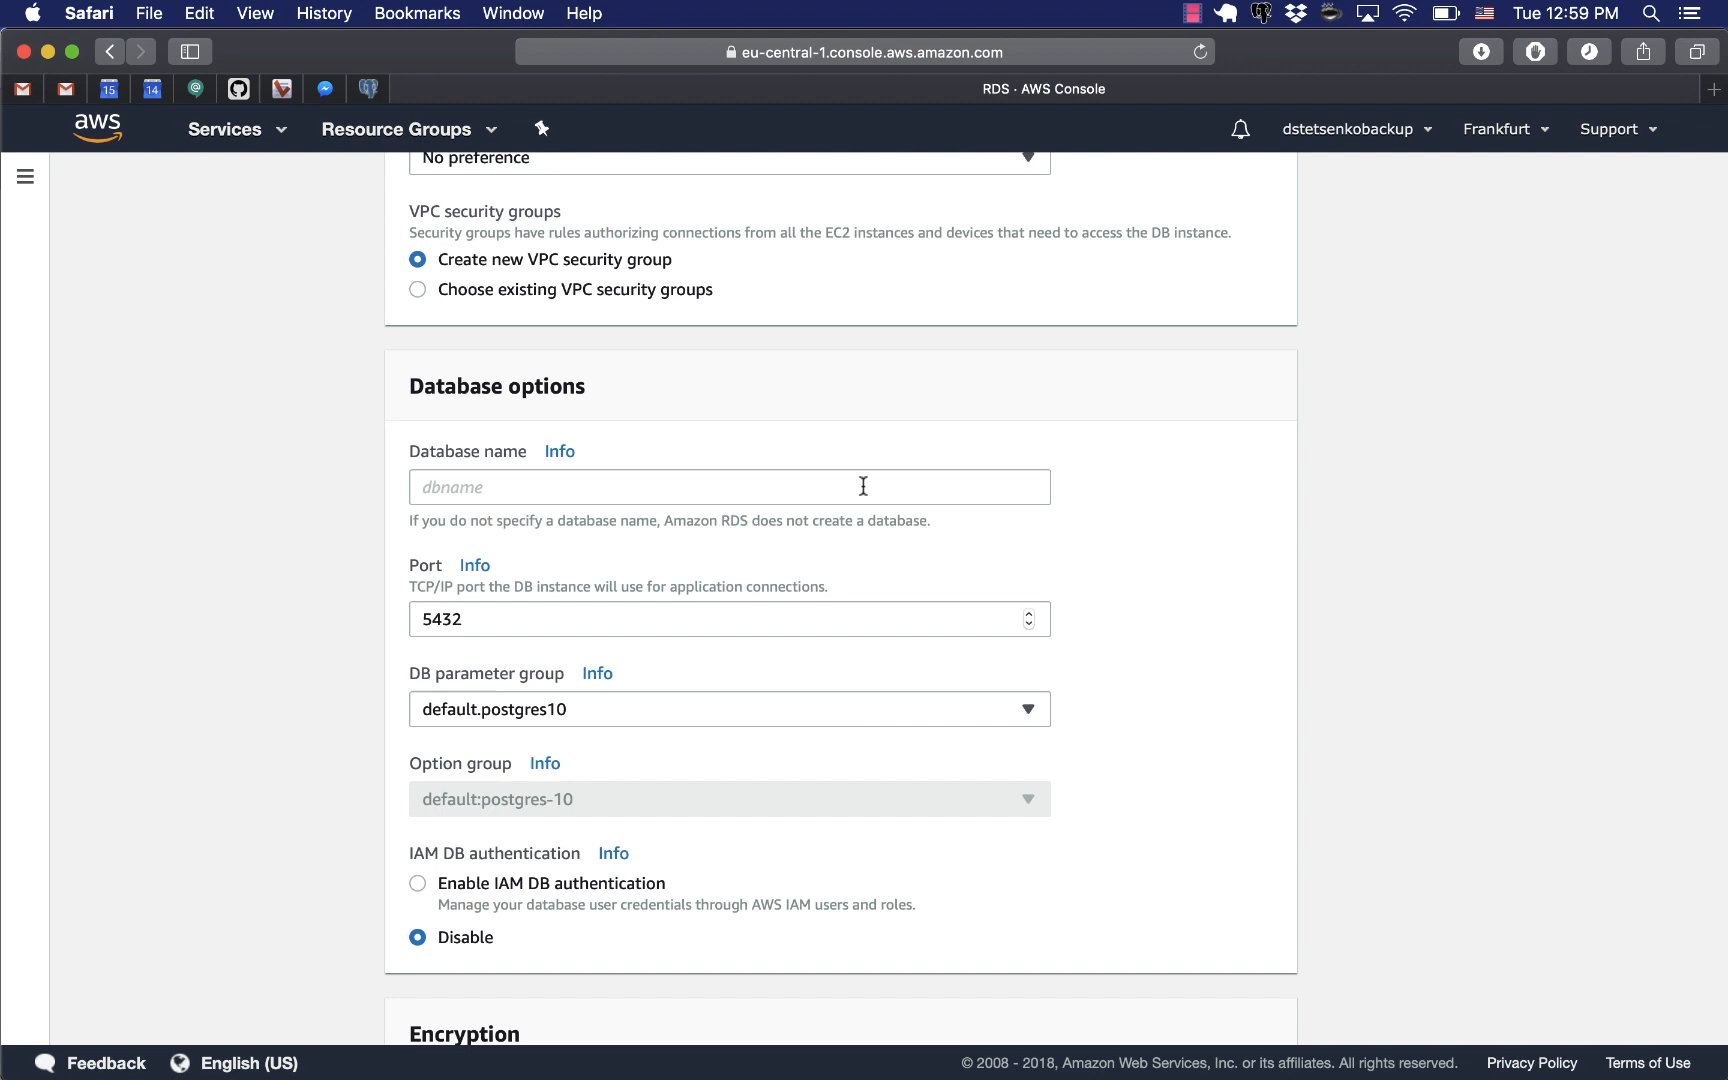 Safari File Edit View History Bookmarks Window Help Tue 12:59 PM
eu-central-1.console.aws.amazon.com
15 14 RDS · AWS Console
aws Services Resource Groups dstetsenkobackup Frankfurt Support
No preference
VPC security groups
Security groups have rules authorizing connections from all the EC2 instances and devices that need to access the DB instance.
Create new VPC security group
Choose existing VPC security groups
Database options
Database name Info
dbname
If you do not specify a database name, Amazon RDS does not create a database.
Port Info
TCP/IP port the DB instance will use for application connections.
5432
DB parameter group Info
default.postgres10
Option group Info
default:postgres-10
IAM DB authentication Info
Enable IAM DB authentication
Manage your database user credentials through AWS IAM users and roles.
Disable
Encryption
Feedback English (US) © 2008 - 2018, Amazon Web Services, Inc. or its affiliates. All rights reserved. Privacy Policy Terms of Use